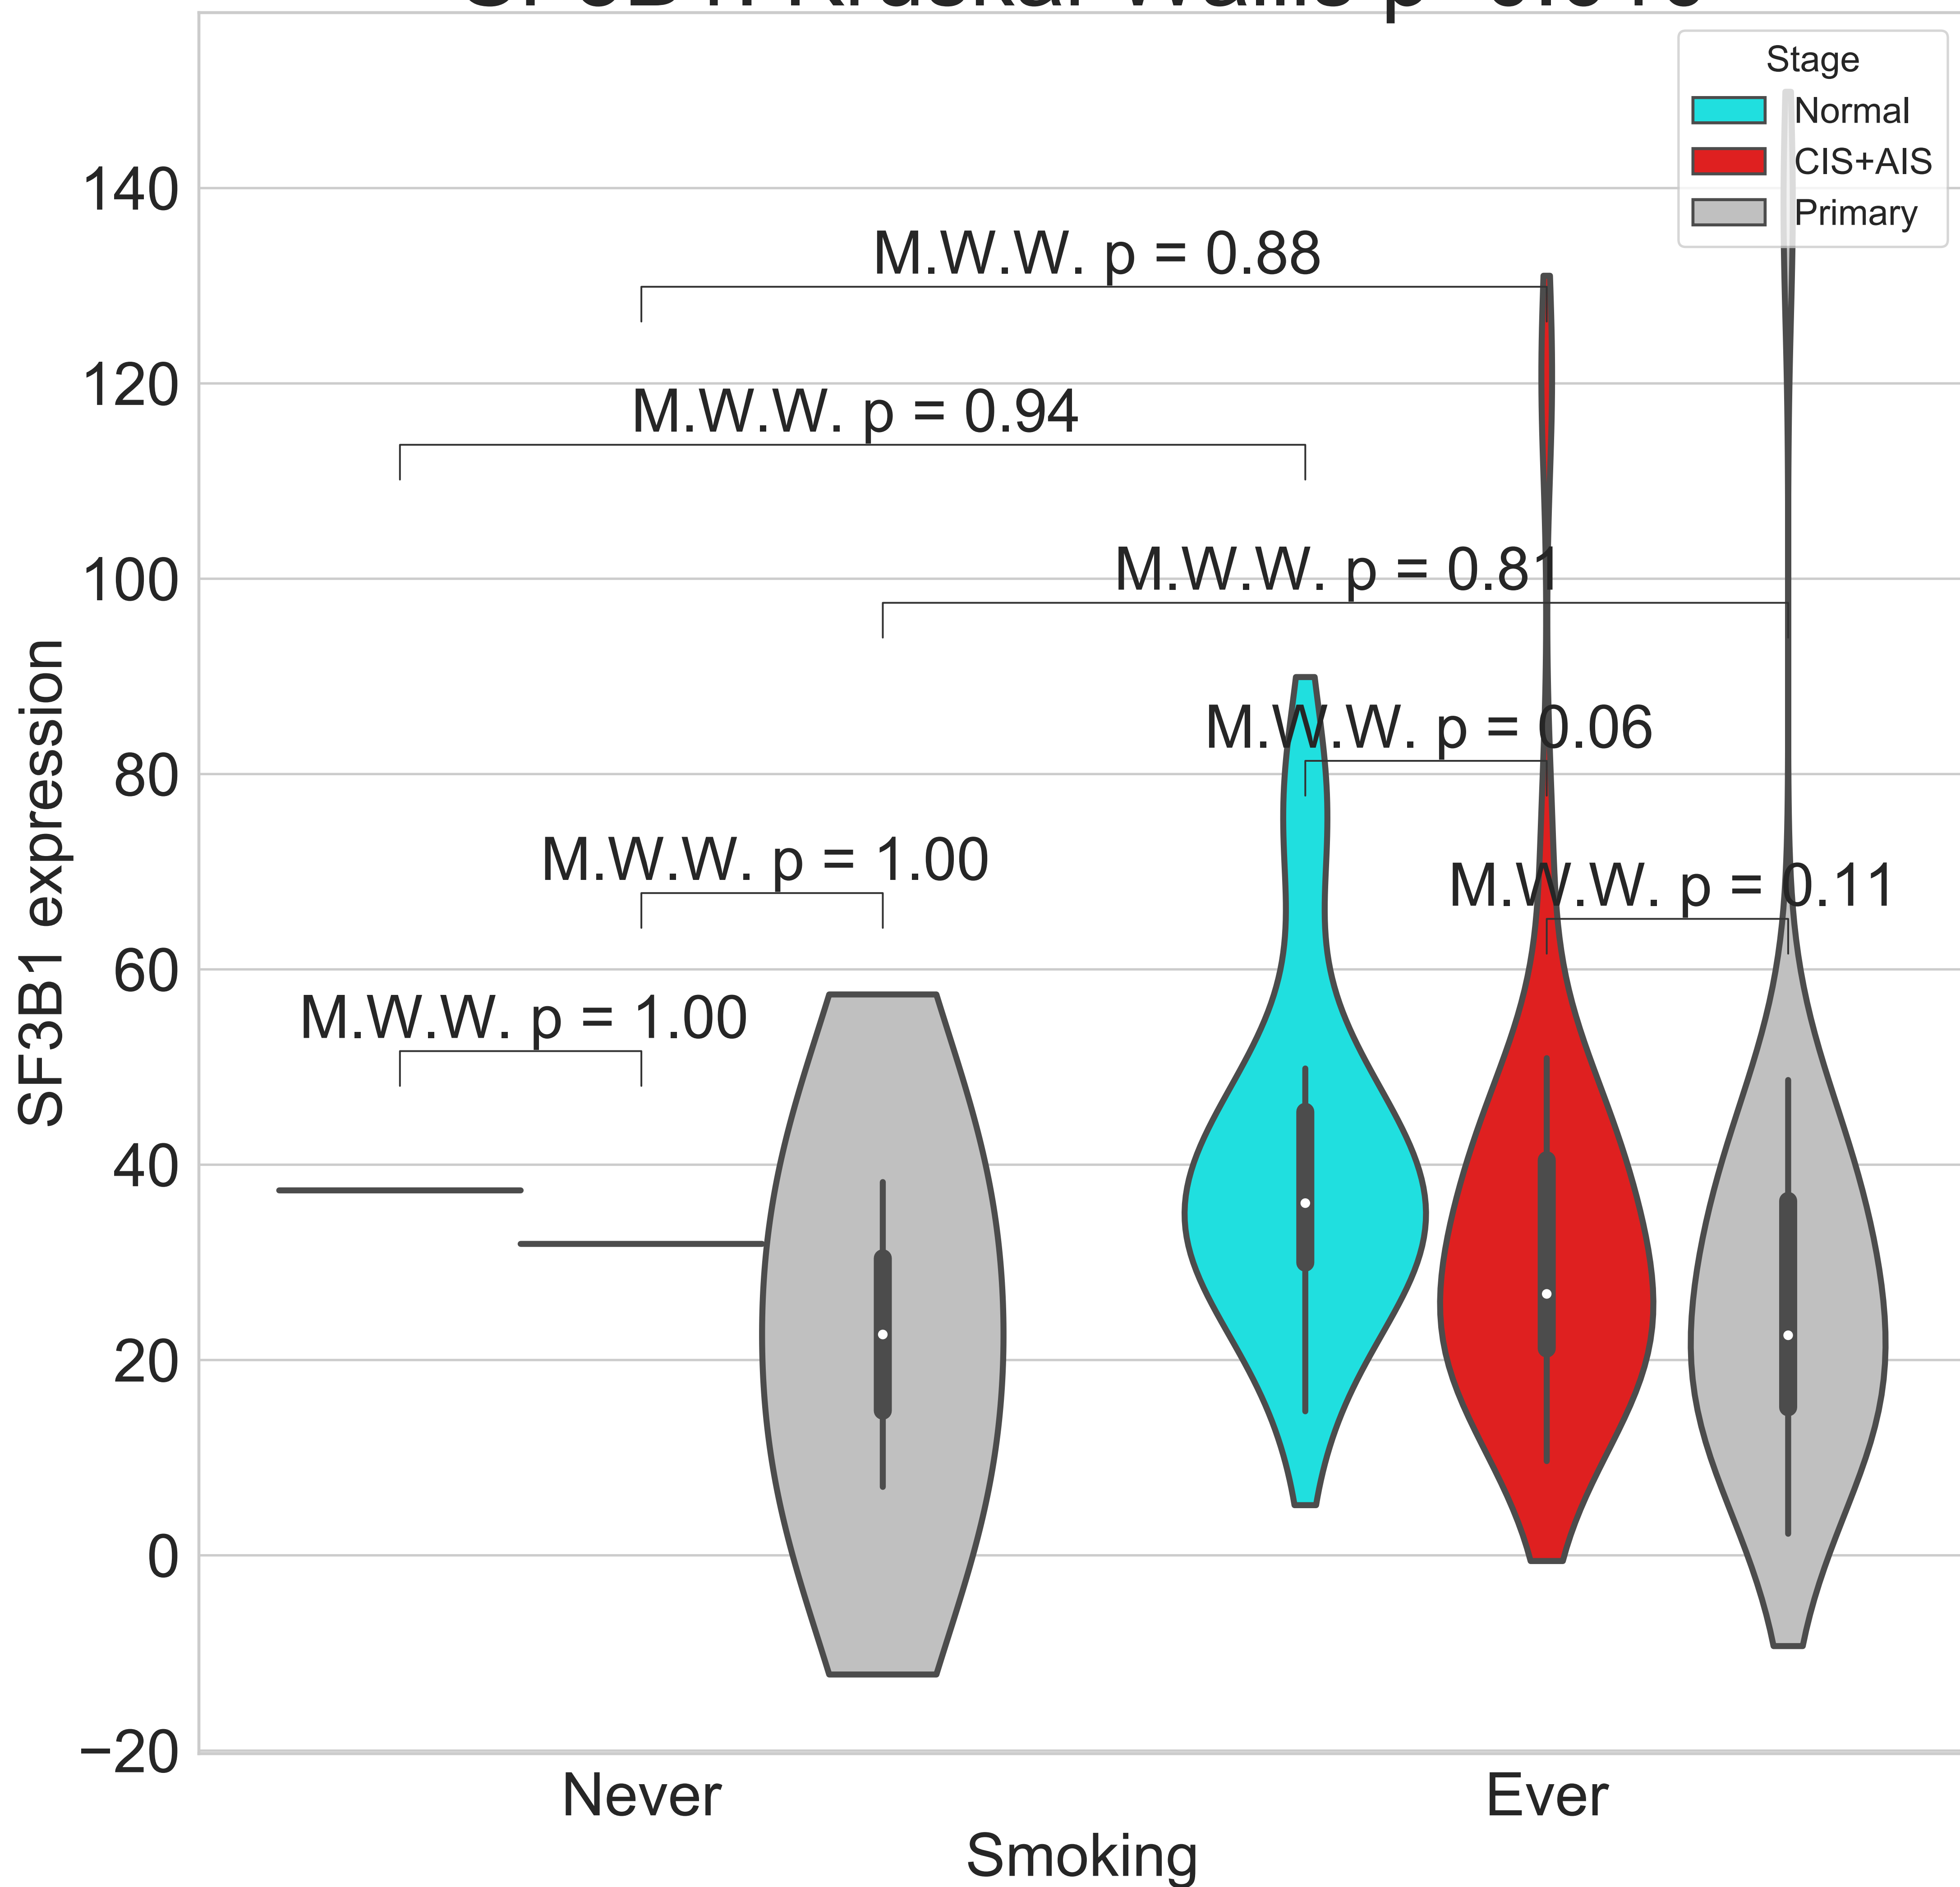 Stage
Normal
CIS+AIS
Primary
140
120
100
80
60
40
20
0
−20
SF3B1 expression
M.W.W. p = 0.88
M.W.W. p = 0.94
M.W.W. p = 0.81
M.W.W. p = 0.06
M.W.W. p = 1.00
M.W.W. p = 0.11
M.W.W. p = 1.00
Never
Ever
Smoking